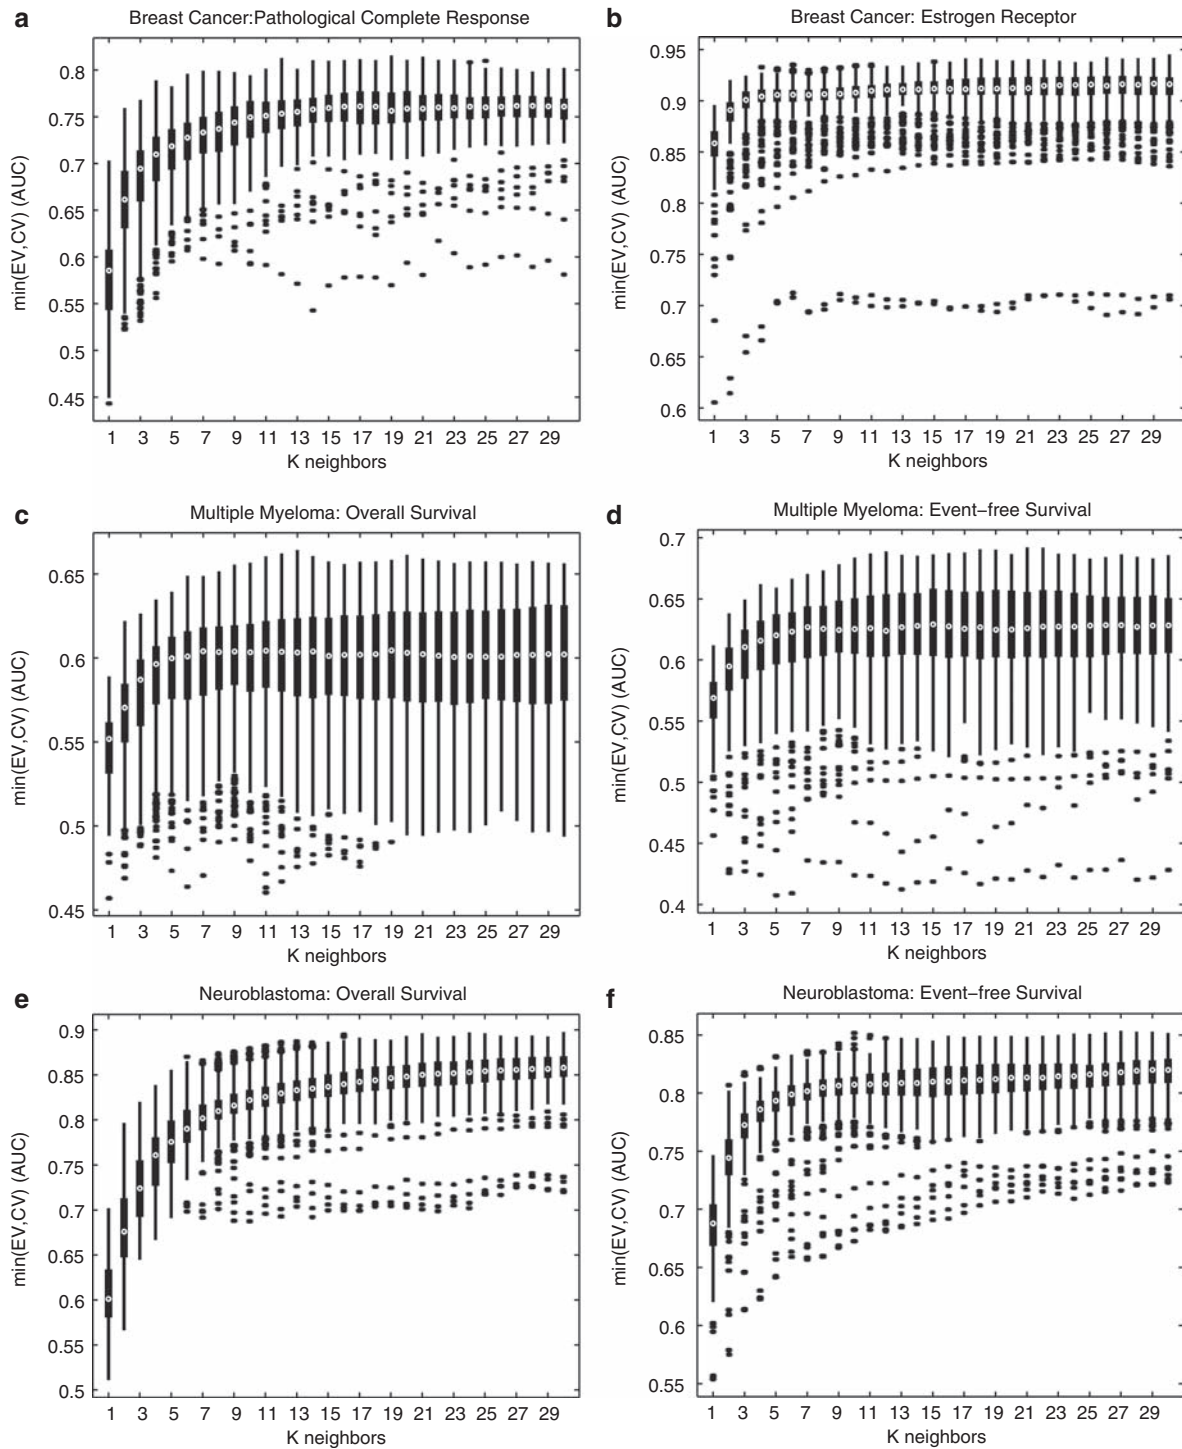 a
Breast Cancer:Pathological Complete Response
0.8
0.75
0.7
0.65
0.6
0.55
0.5
0.45
min(EV,CV) (AUC)
1 3 5 7 9 11 13 15 17 19 21 23 25 27 29
K neighbors
b
Breast Cancer: Estrogen Receptor
0.95
0.9
0.85
0.8
0.75
0.7
0.65
0.6
min(EV,CV) (AUC)
1 3 5 7 9 11 13 15 17 19 21 23 25 27 29
K neighbors
c
Multiple Myeloma: Overall Survival
0.65
0.6
0.55
0.5
0.45
min(EV,CV) (AUC)
1 3 5 7 9 11 13 15 17 19 21 23 25 27 29
K neighbors
d
Multiple Myeloma: Event–free Survival
0.7
0.65
0.6
0.55
0.5
0.45
0.4
min(EV,CV) (AUC)
1 3 5 7 9 11 13 15 17 19 21 23 25 27 29
K neighbors
e
Neuroblastoma: Overall Survival
0.9
0.85
0.8
0.75
0.7
0.65
0.6
0.55
0.5
min(EV,CV) (AUC)
1 3 5 7 9 11 13 15 17 19 21 23 25 27 29
K neighbors
f
Neuroblastoma: Event–free Survival
0.85
0.8
0.75
0.7
0.65
0.6
0.55
min(EV,CV) (AUC)
1 3 5 7 9 11 13 15 17 19 21 23 25 27 29
K neighbors